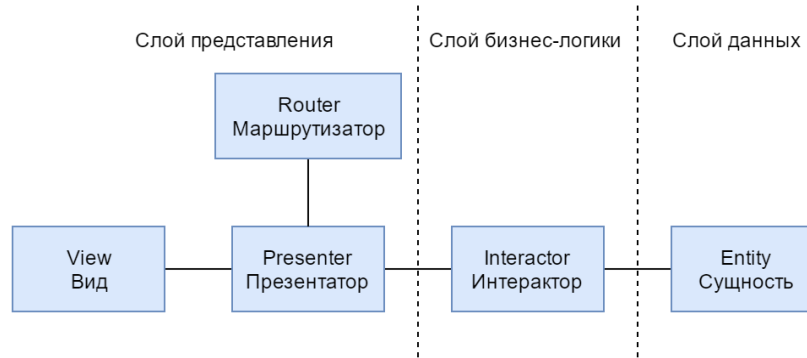 Слой представления
Слой бизнес-логики
Слой данных
Router
Маршрутизатор
View
Вид
Presenter
Презентатор
Interactor
Интерактор
Entity
Сущность